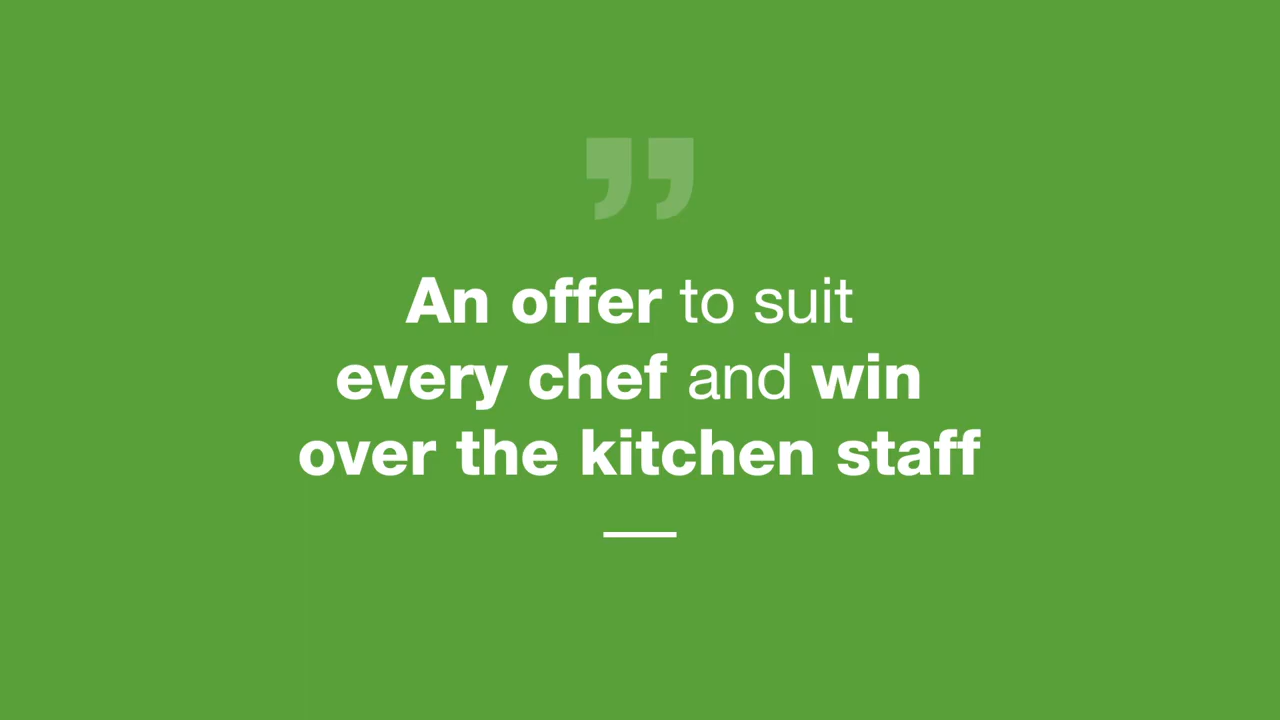 ”
An offer to suit
every chef and win
over the kitchen staff